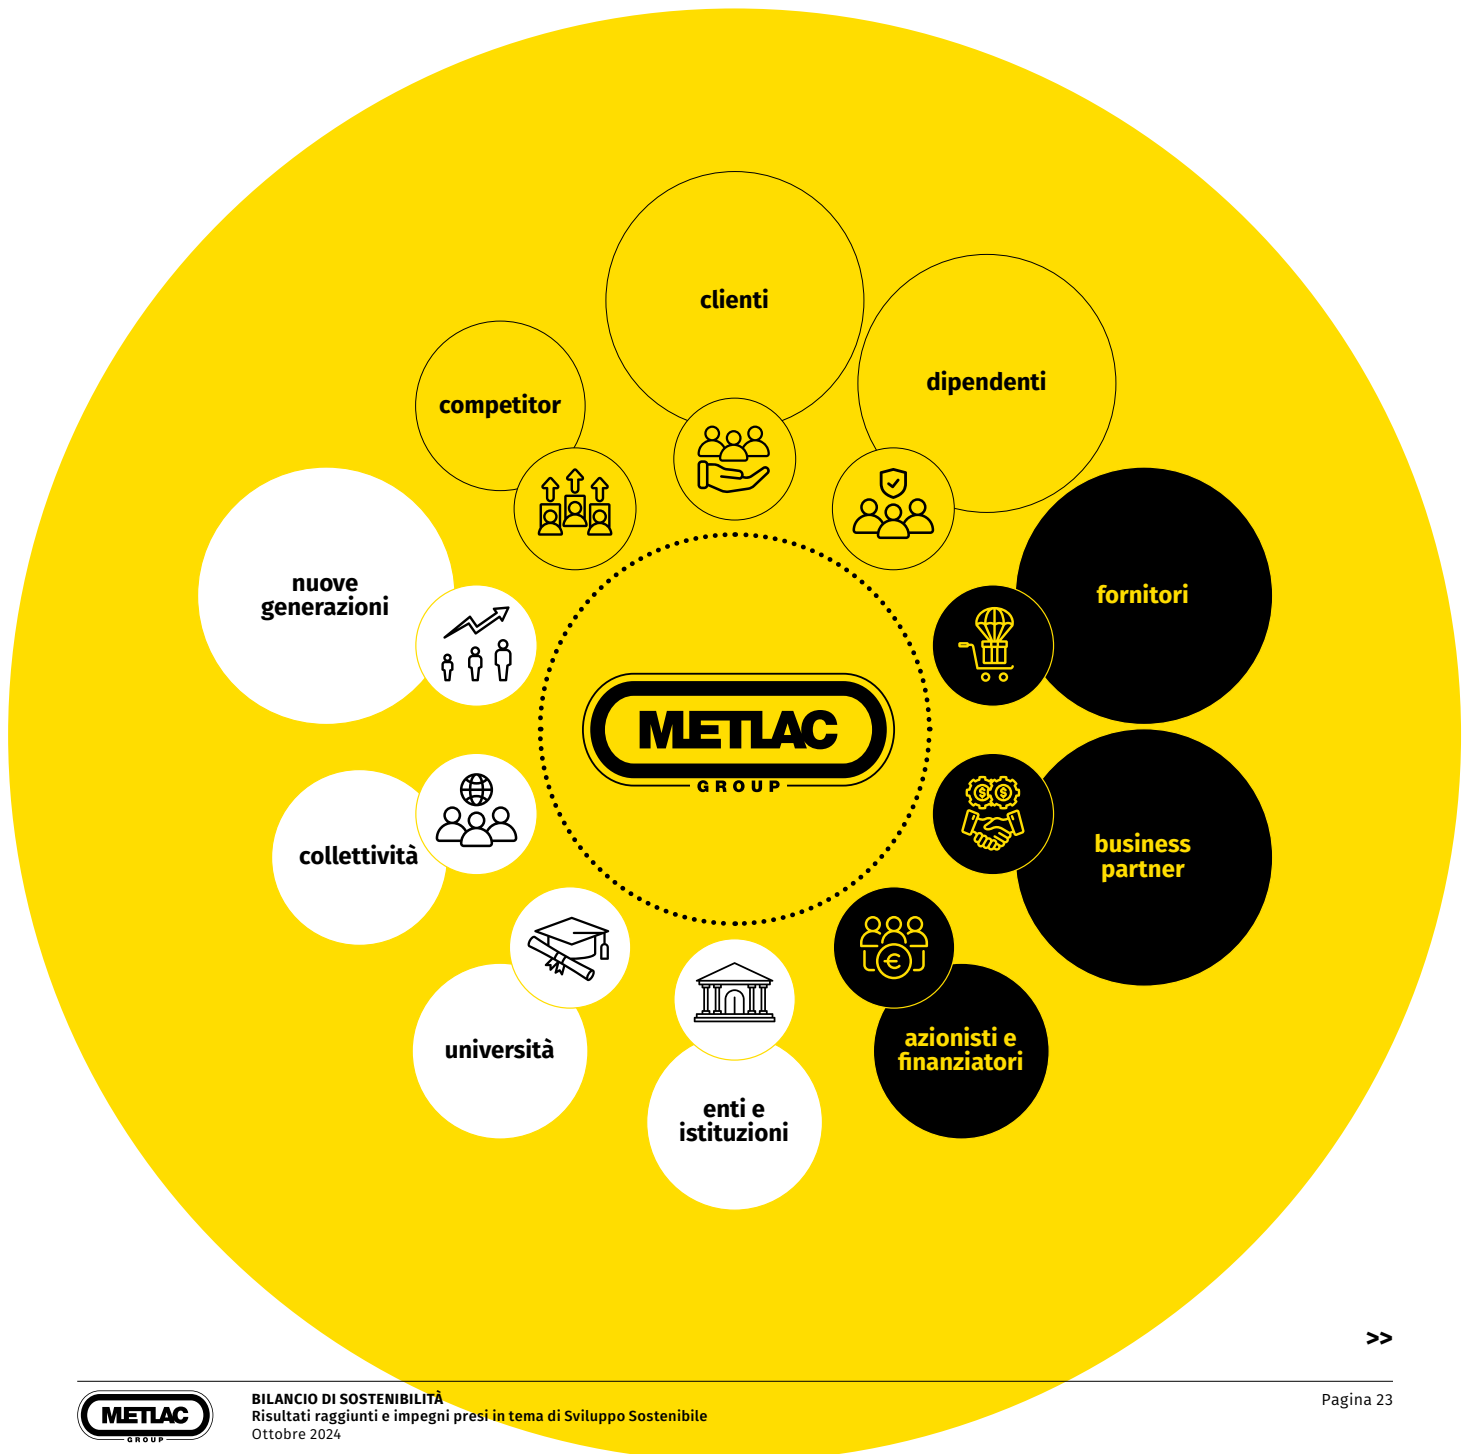 clienti
dipendenti
competitor
nuove
generazioni
fornitori
METLAC
GROUP
collettività
business
partner
università
azionisti e
finanziatori
enti e
istituzioni
>>
METLAC
GROUP
BILANCIO DI SOSTENIBILITÀ
Risultati raggiunti e impegni presi in tema di Sviluppo Sostenibile
Ottobre 2024
Pagina 23